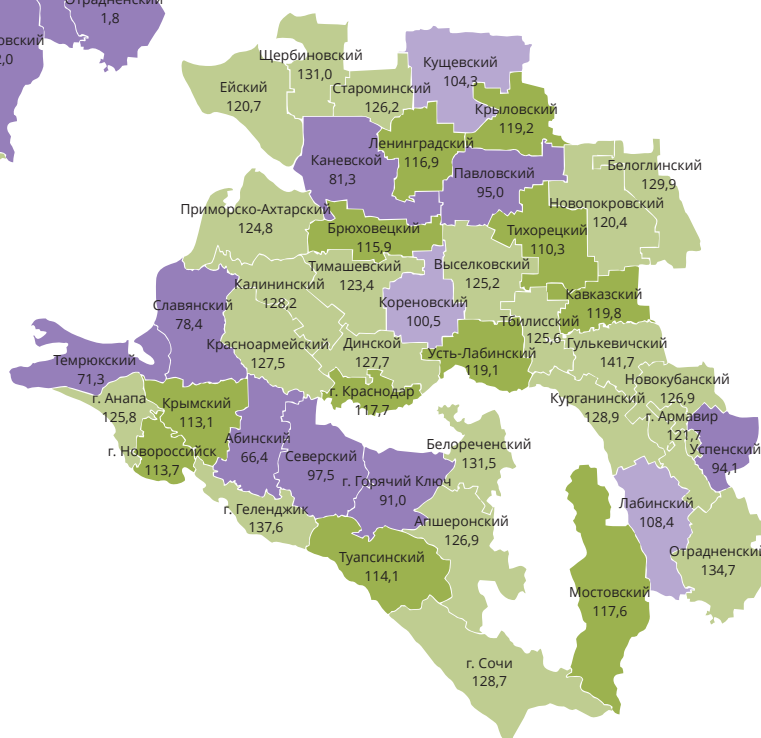 Отрадненский
1,8
овский
2,0
Щербиновский
131,0
Кущевский
104,3
Ейский
120,7
Староминский
126,2
Крыловский
119,2
Ленинградский
116,9
Каневской
81,3
Павловский
95,0
Белоглинский
129,9
Новопокровский
120,4
Приморско-Ахтарский
124,8
Брюховецкий
115,9
Тихорецкий
110,3
Тимашевский
123,4
Выселковский
125,2
Калининский
128,2
Кавказский
119,8
Славянский
78,4
Кореновский
100,5
Тбилисский
125,6
Красноармейский
127,5
Динской
127,7
Усть-Лабинский
119,1
Гулькевичский
141,7
Темрюкский
71,3
Новокубанский
126,9
г. Краснодар
117,7
г. Анапа
125,8
Крымский
113,1
Курганинский
128,9
г. Армавир
121,7
Абинский
66,4
Белореченский
131,5
Успенский
94,1
г. Новороссийск
113,7
Северский
97,5
г. Горячий Ключ
91,0
г. Геленджик
137,6
Лабинский
108,4
Апшеронский
126,9
Туапсинский
114,1
Отрадненский
134,7
Мостовский
117,6
г. Сочи
128,7